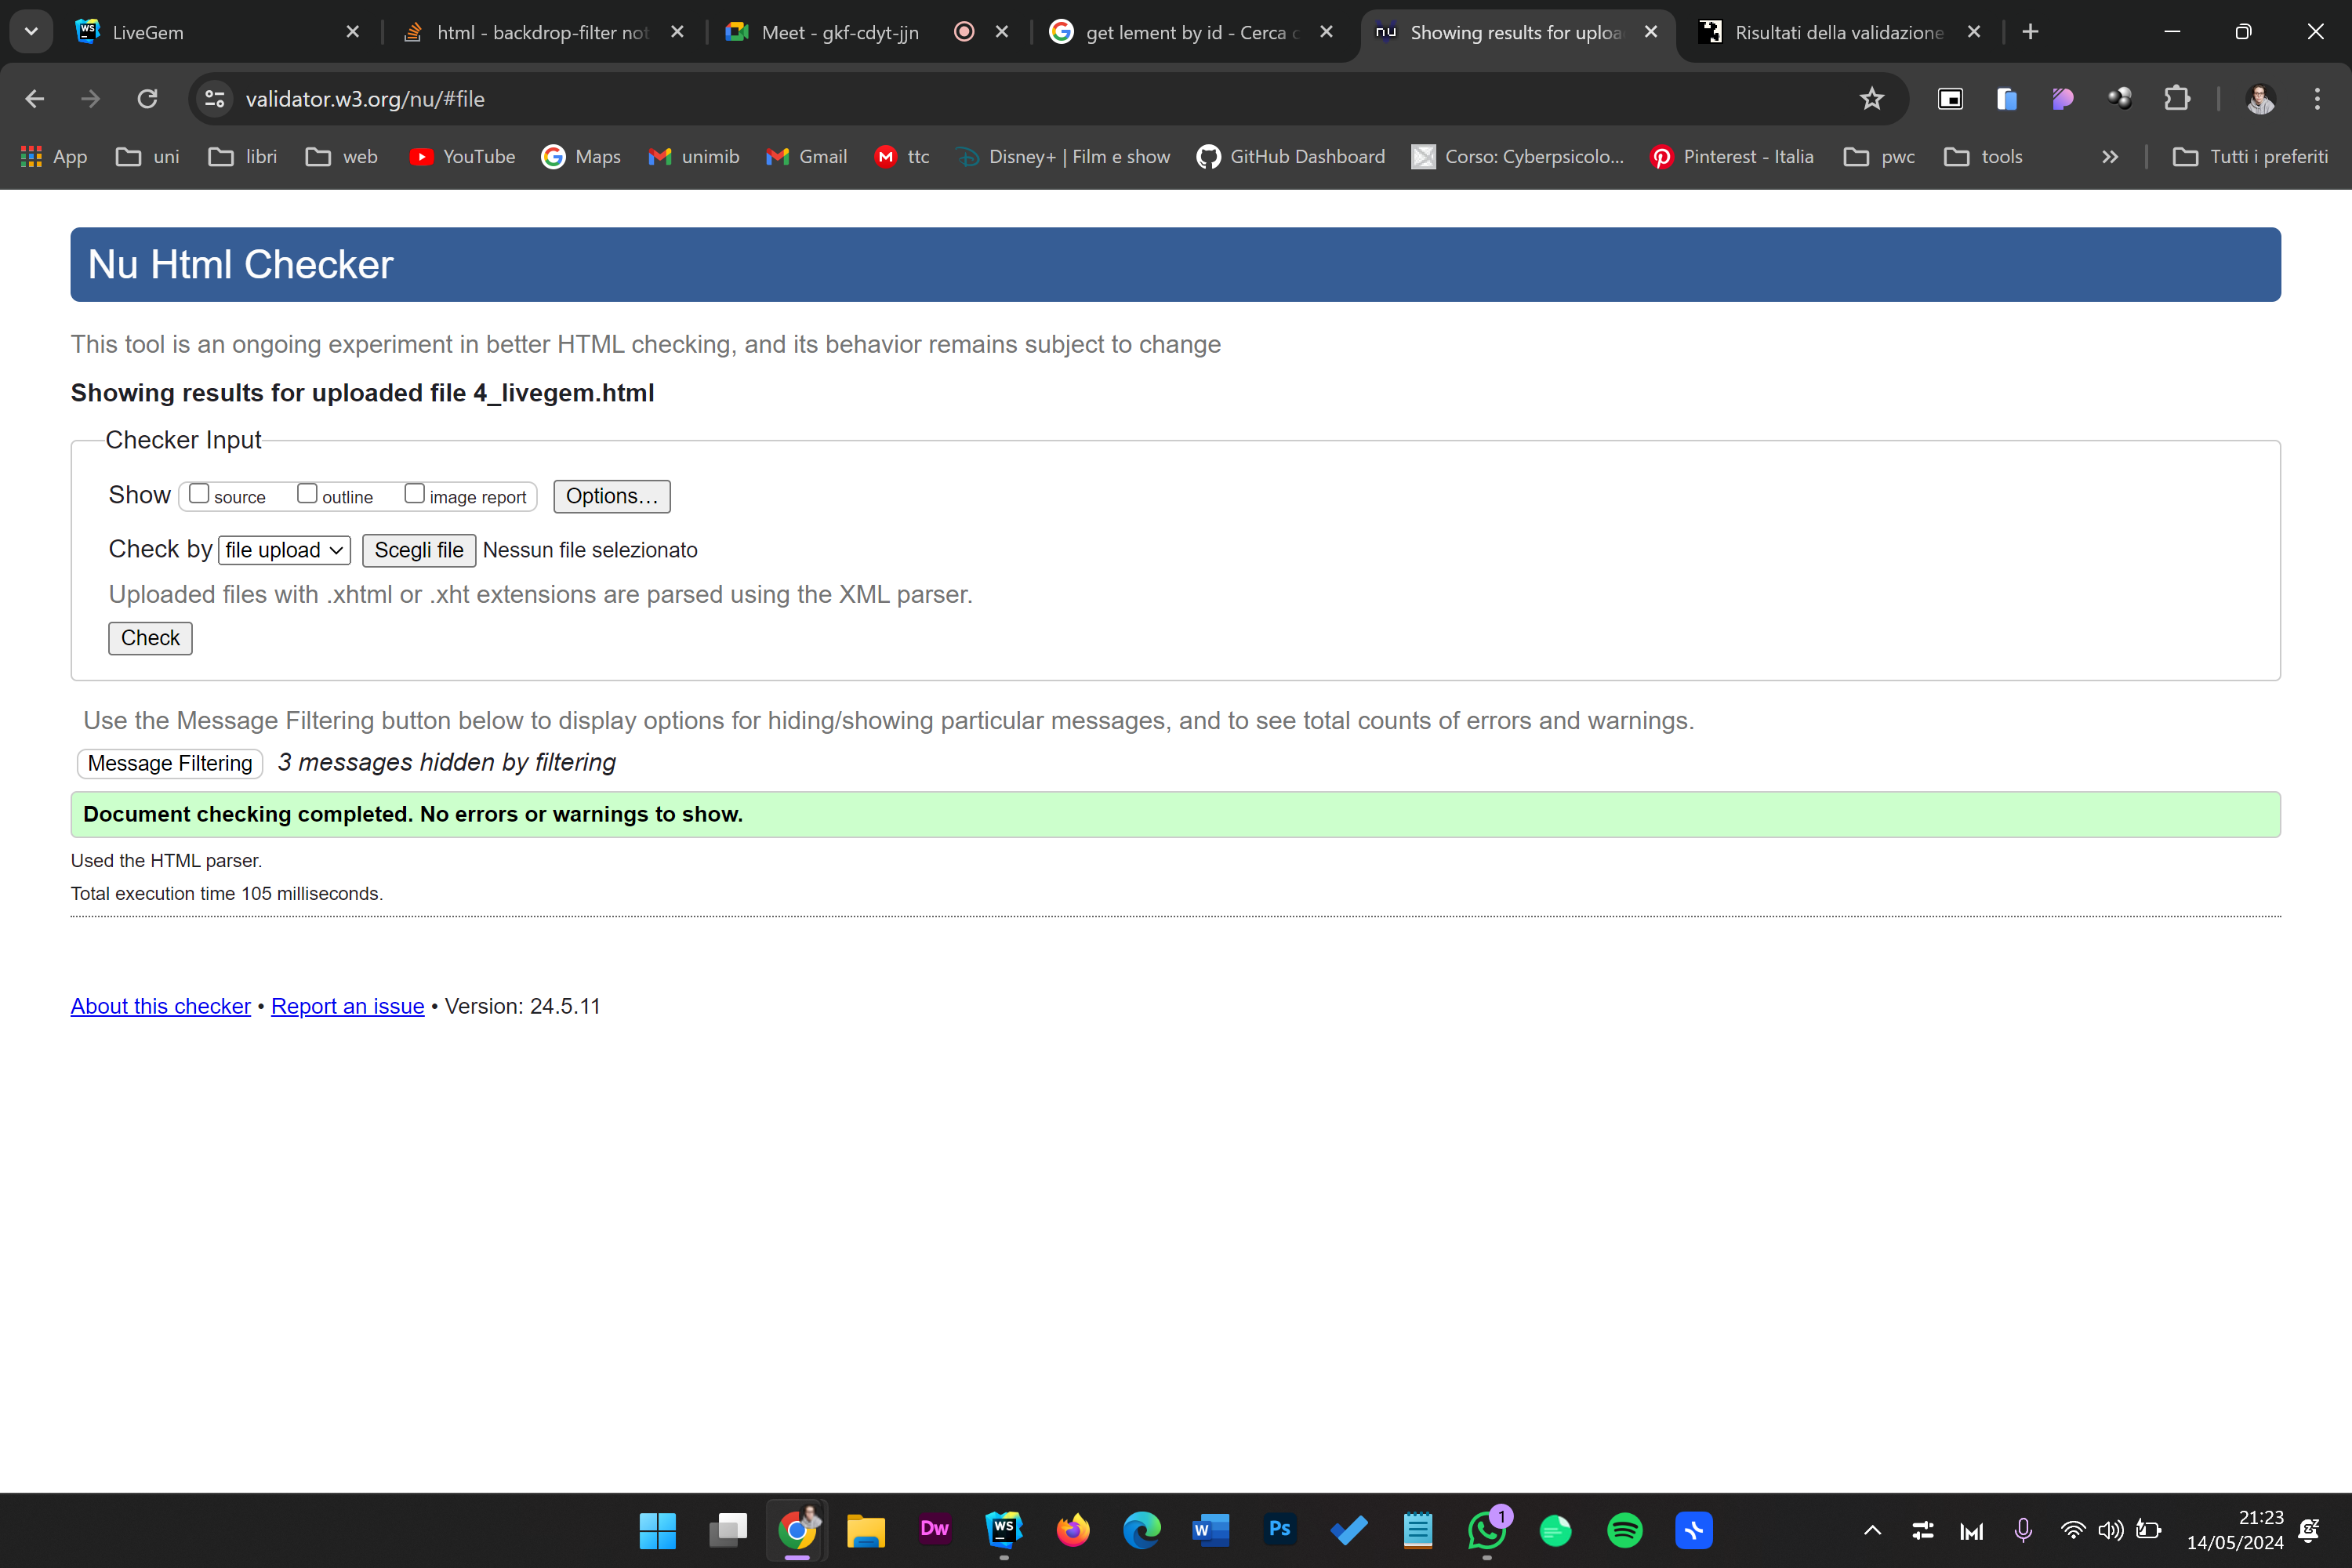 LiveGem
html - backdrop-filter not
Meet - gkf-cdyt-jjn
get lement by id - Cerca c
nu
Showing results for uploa
Risultati della validazione
validator.w3.org/nu/#file
App
uni
libri
web
YouTube
Maps
unimib
Gmail
ttc
Disney+ | Film e show
GitHub Dashboard
Corso: Cyberpsicolo...
Pinterest - Italia
pwc
tools
Tutti i preferiti
Nu Html Checker
This tool is an ongoing experiment in better HTML checking, and its behavior remains subject to change
Showing results for uploaded file 4_livegem.html
Checker Input
Show source outline image report Options...
Check by file upload Scegli file Nessun file selezionato
Uploaded files with .xhtml or .xht extensions are parsed using the XML parser.
Check
Use the Message Filtering button below to display options for hiding/showing particular messages, and to see total counts of errors and warnings.
Message Filtering 3 messages hidden by filtering
Document checking completed. No errors or warnings to show.
Used the HTML parser.
Total execution time 105 milliseconds.
About this checker • Report an issue • Version: 24.5.11
Dw
WS
W
Ps
1
21:23
14/05/2024